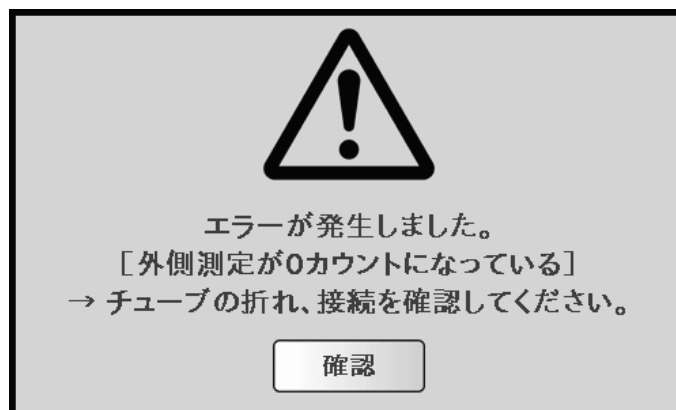 エラーが発生しました。
［外側測定が0カウントになっている］
→ チューブの折れ、接続を確認してください。
確認